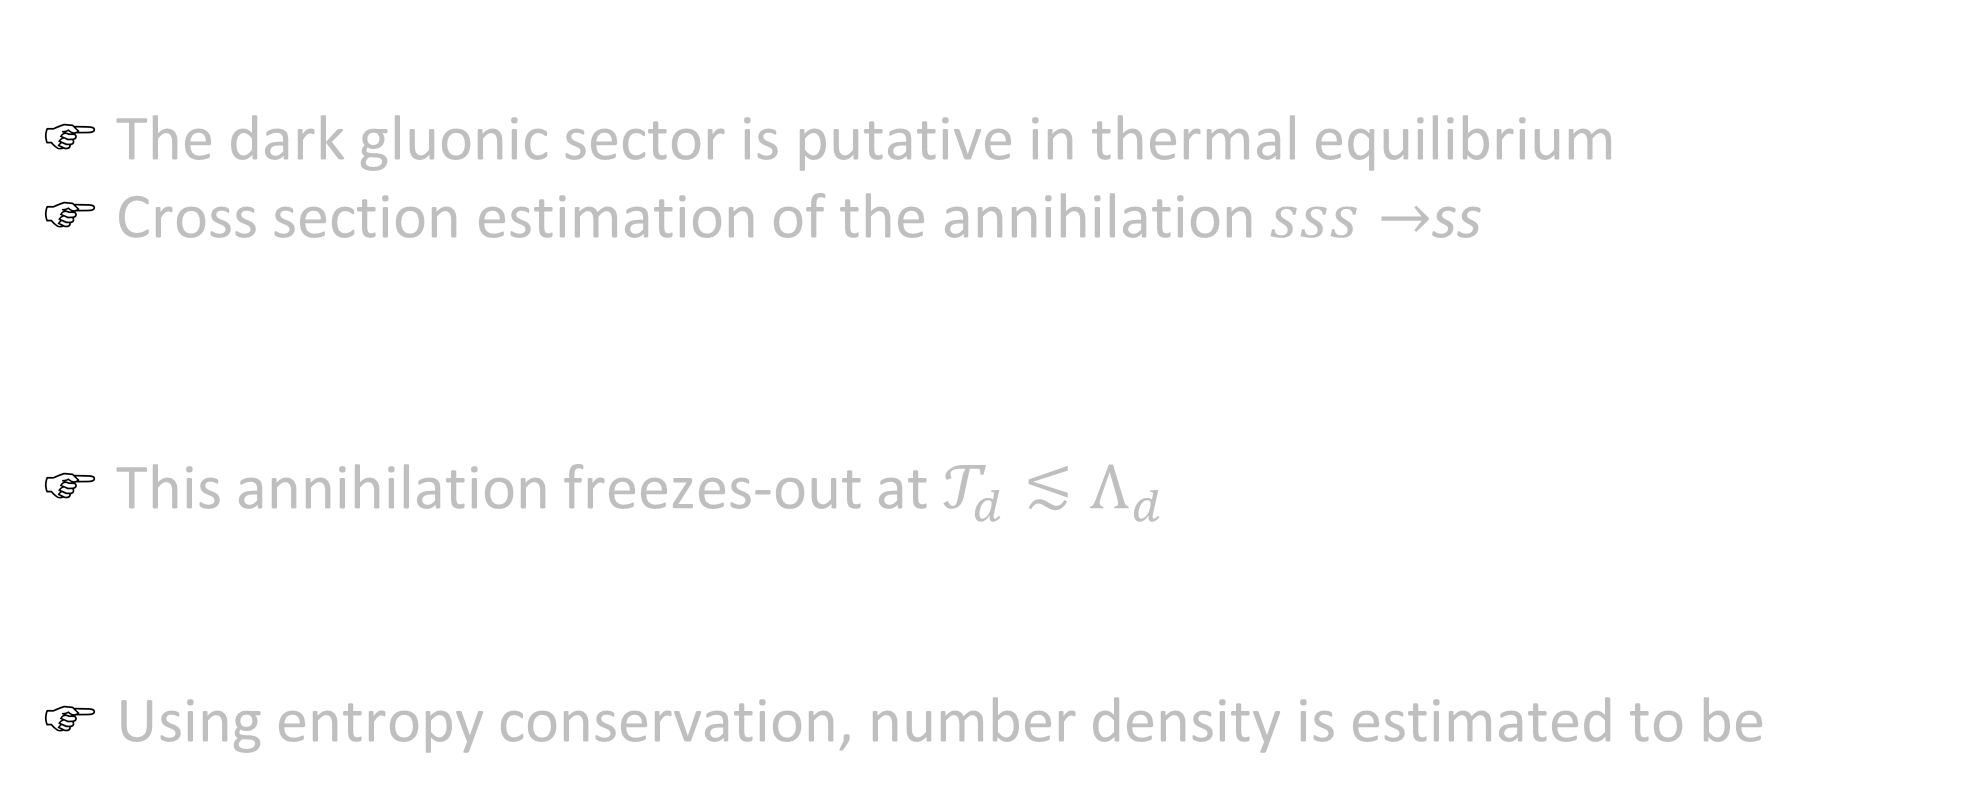 ☞ The dark gluonic sector is putative in thermal equilibrium
☞ Cross section estimation of the annihilation 𝑠𝑠𝑠 →ss
☞ This annihilation freezes-out at 𝒯_d ≲ Λ_d
☞ Using entropy conservation, number density is estimated to be